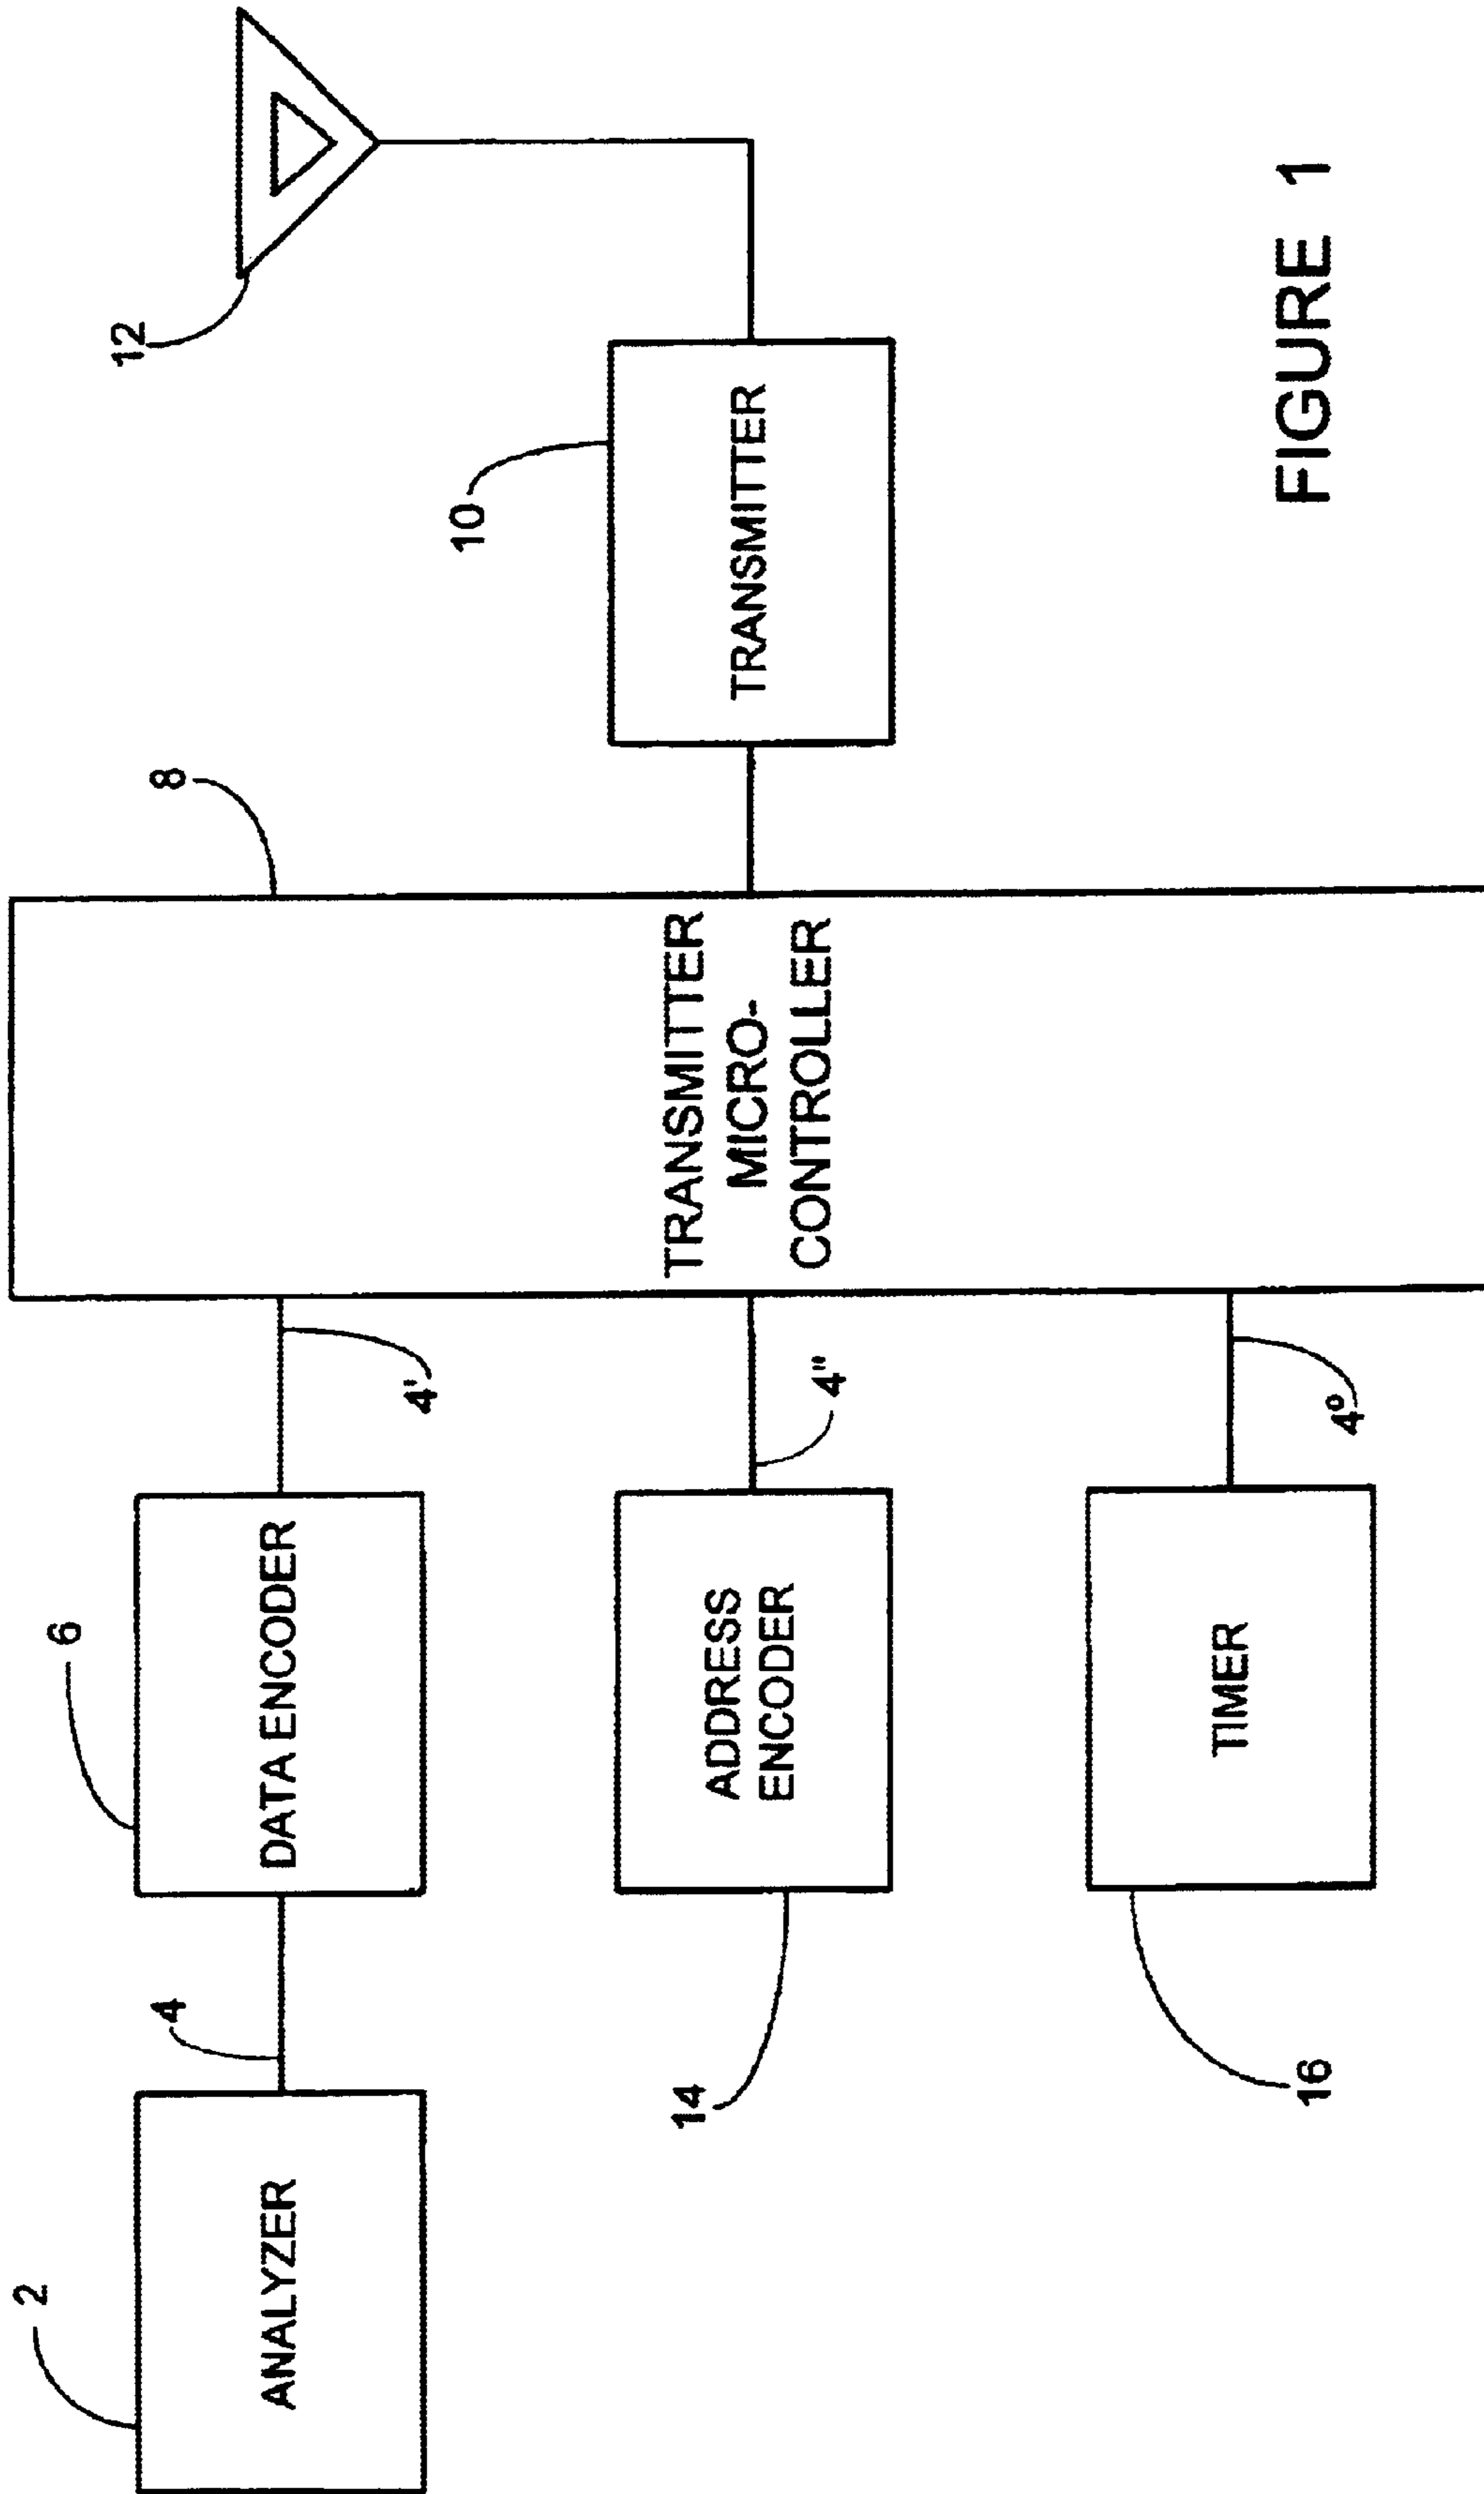 2
ANALYZER
4
6
DATA ENCODER
4'
8
TRANSMITTER
MICRO-
CONTROLLER
10
TRANSMITTER
12
14
ADDRESS
ENCODER
4"
16
TIMER
4°
FIGURE 1